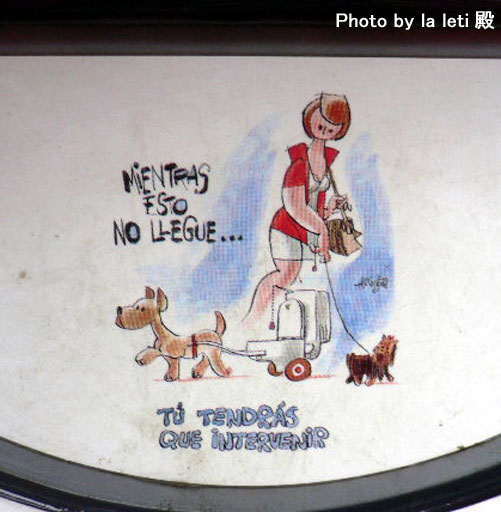 Photo by la leti 殿
MIENTRAS
ESTO
NO LLEGUE...
TÚ TENDRÁS
QUE INTERVENIR